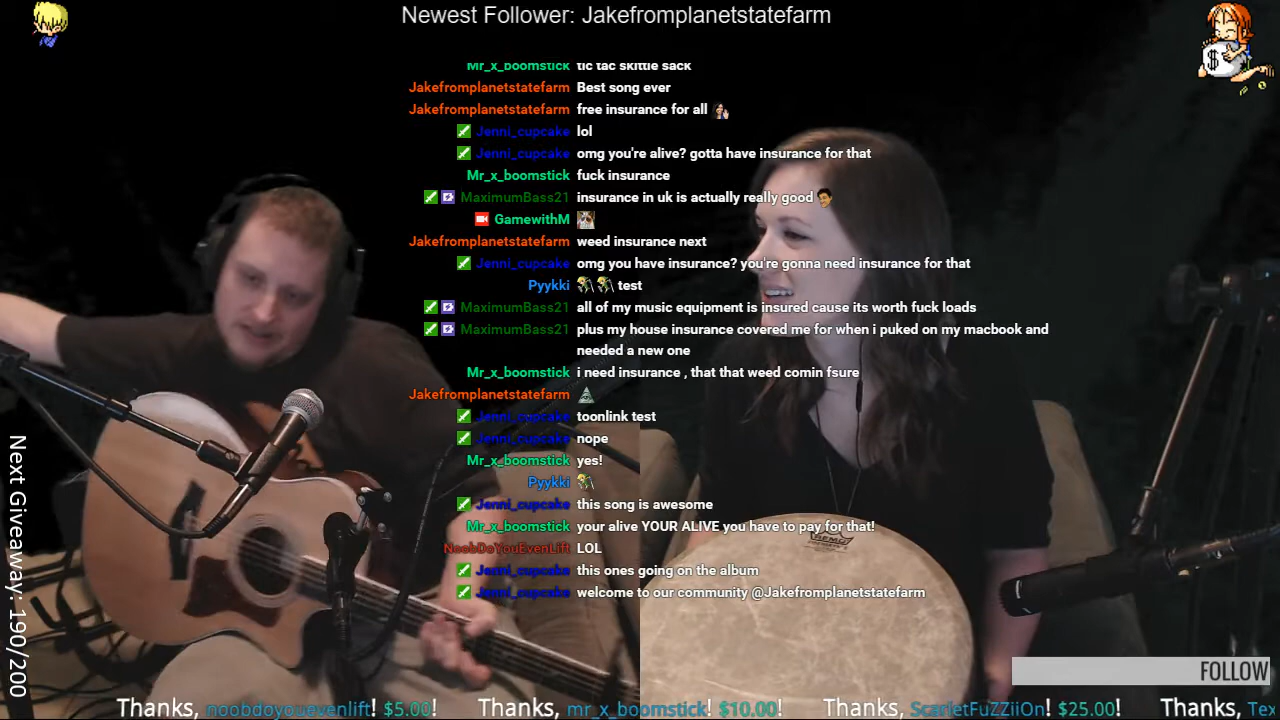 Newest Follower: Jakefromplanetstatefarm
$
Mr_x_boomstick tic tac skittle sack
Jakefromplanetstatefarm Best song ever
Jakefromplanetstatefarm free insurance for all
Jenni_cupcake lol
Jenni_cupcake omg you're alive? gotta have insurance for that
Mr_x_boomstick fuck insurance
MaximumBass21 insurance in uk is actually really good
GamewithM
Jakefromplanetstatefarm weed insurance next
Jenni_cupcake omg you have insurance? you're gonna need insurance for that
Pyykki test
MaximumBass21 all of my music equipment is insured cause its worth fuck loads
MaximumBass21 plus my house insurance covered me for when i puked on my macbook and
needed a new one
Mr_x_boomstick i need insurance , that that weed comin fsure
Jakefromplanetstatefarm
Jenni_cupcake toonlink test
Jenni_cupcake nope
Mr_x_boomstick yes!
Pyykki
Jenni_cupcake this song is awesome
Mr_x_boomstick your alive YOUR ALIVE you have to pay for that!
NoobDoYouEvenLift LOL
Jenni_cupcake this ones going on the album
Jenni_cupcake welcome to our community @Jakefromplanetstatefarm
REMO
Next Giveaway: 190/200
FOLLOW
Thanks, noobdoyouevenlift! $5.00! Thanks, mr_x_boomstick! $10.00! Thanks, ScarletFuZZiiOn! $25.00! Thanks, Tex